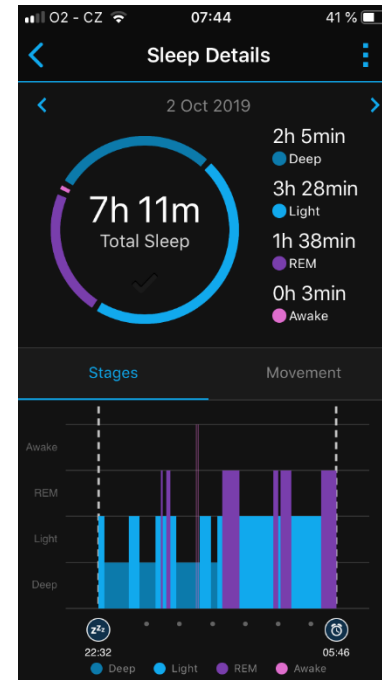 O2 - CZ 07:44 41 %
Sleep Details
2 Oct 2019
7h 11m
Total Sleep
2h 5min
Deep
3h 28min
Light
1h 38min
REM
0h 3min
Awake
Stages Movement
Awake
REM
Light
Deep
zzz
22:32 05:46
Deep Light REM Awake